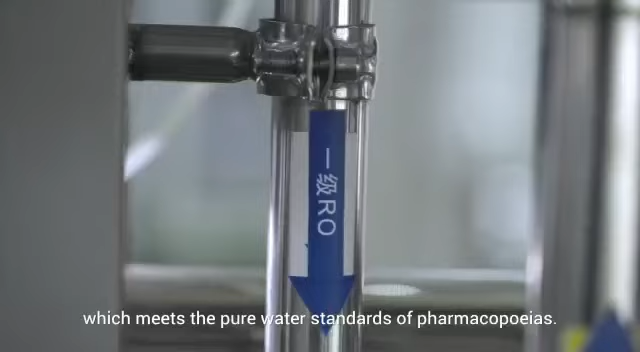 一级RO
which meets the pure water standards of pharmacopoeias.